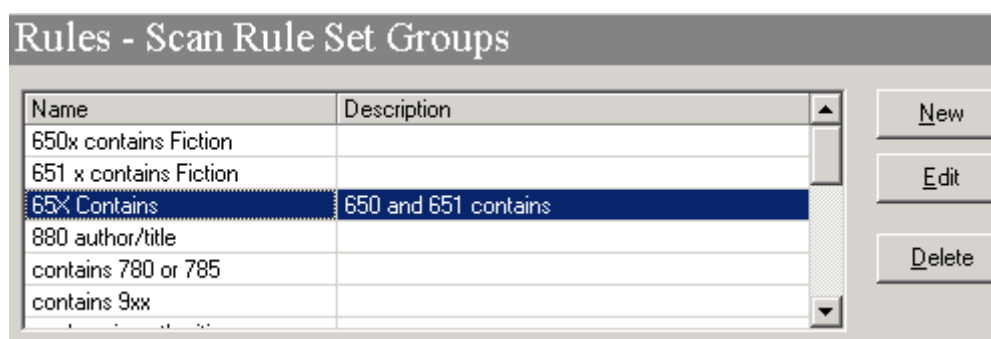 Rules - Scan Rule Set Groups
Name Description
New
650x contains Fiction
651 x contains Fiction
Edit
65X Contains 650 and 651 contains
880 author/title
Delete
contains 780 or 785
contains 9xx